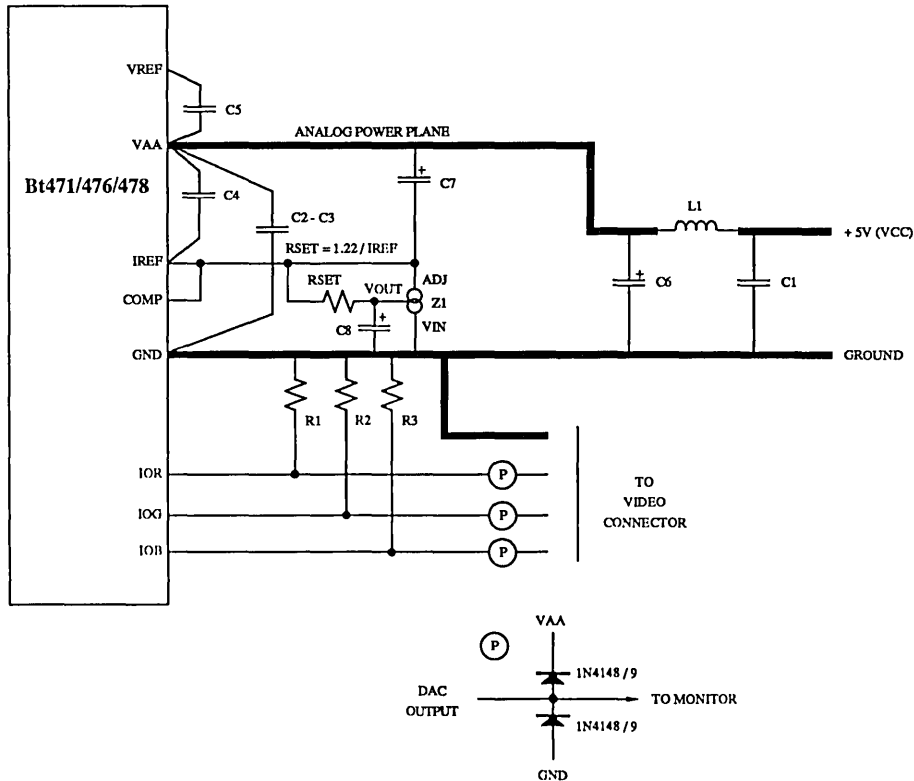 VREF
C5
VAA
ANALOG POWER PLANE
Bt471/476/478
C4
C7
C2 - C3
L1
+ 5V (VCC)
RSET = 1.22 / IREF
IREF
RSET
VOUT
ADJ
Z1
C6
C1
COMP
C8
VIN
GND
GROUND
R1
R2
R3
IOR
P
TO
VIDEO
CONNECTOR
IOG
P
IOB
P
VAA
P
1N4148 / 9
DAC
OUTPUT
TO MONITOR
1N4148 / 9
GND